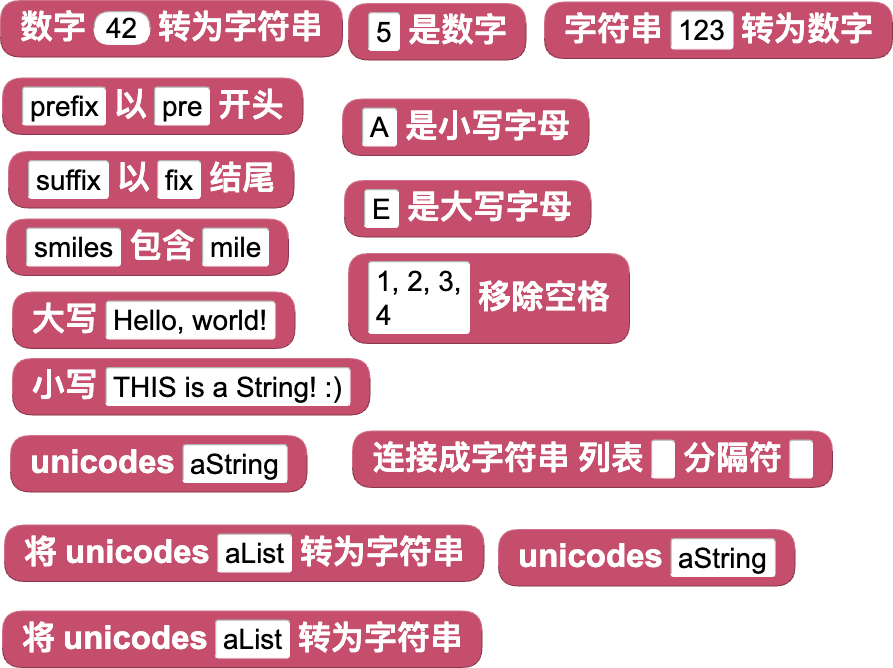 数字 42 转为字符串
5 是数字
字符串 123 转为数字
prefix 以 pre 开头
A 是小写字母
suffix 以 fix 结尾
E 是大写字母
smiles 包含 mile
1, 2, 3,
4 移除空格
大写 Hello, world!
小写 THIS is a String! :)
unicodes aString
连接成字符串 列表 分隔符
将 unicodes aList 转为字符串
unicodes aString
将 unicodes aList 转为字符串